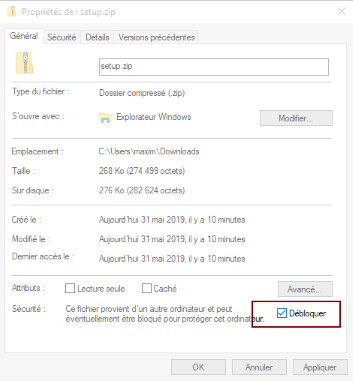 Propriétés de : setup.zip
Général Sécurité Détails Versions précédentes
setup.zip
Type du fichier : Dossier compressé (.zip)
S'ouvre avec : Explorateur Windows Modifier...
Emplacement : C:\Users\maxim\Downloads
Taille : 268 Ko (274 499 octets)
Sur disque : 276 Ko (282 624 octets)
Créé le : Aujourd'hui 31 mai 2019, il y a 10 minutes
Modifié le : Aujourd'hui 31 mai 2019, il y a 10 minutes
Dernier accès le : Aujourd'hui 31 mai 2019, il y a 10 minutes
Attributs : Lecture seule Caché Avancé...
Sécurité : Ce fichier provient d'un autre ordinateur et peut Débloquer
éventuellement être bloqué pour protéger cet ordinateur.
OK Annuler Appliquer